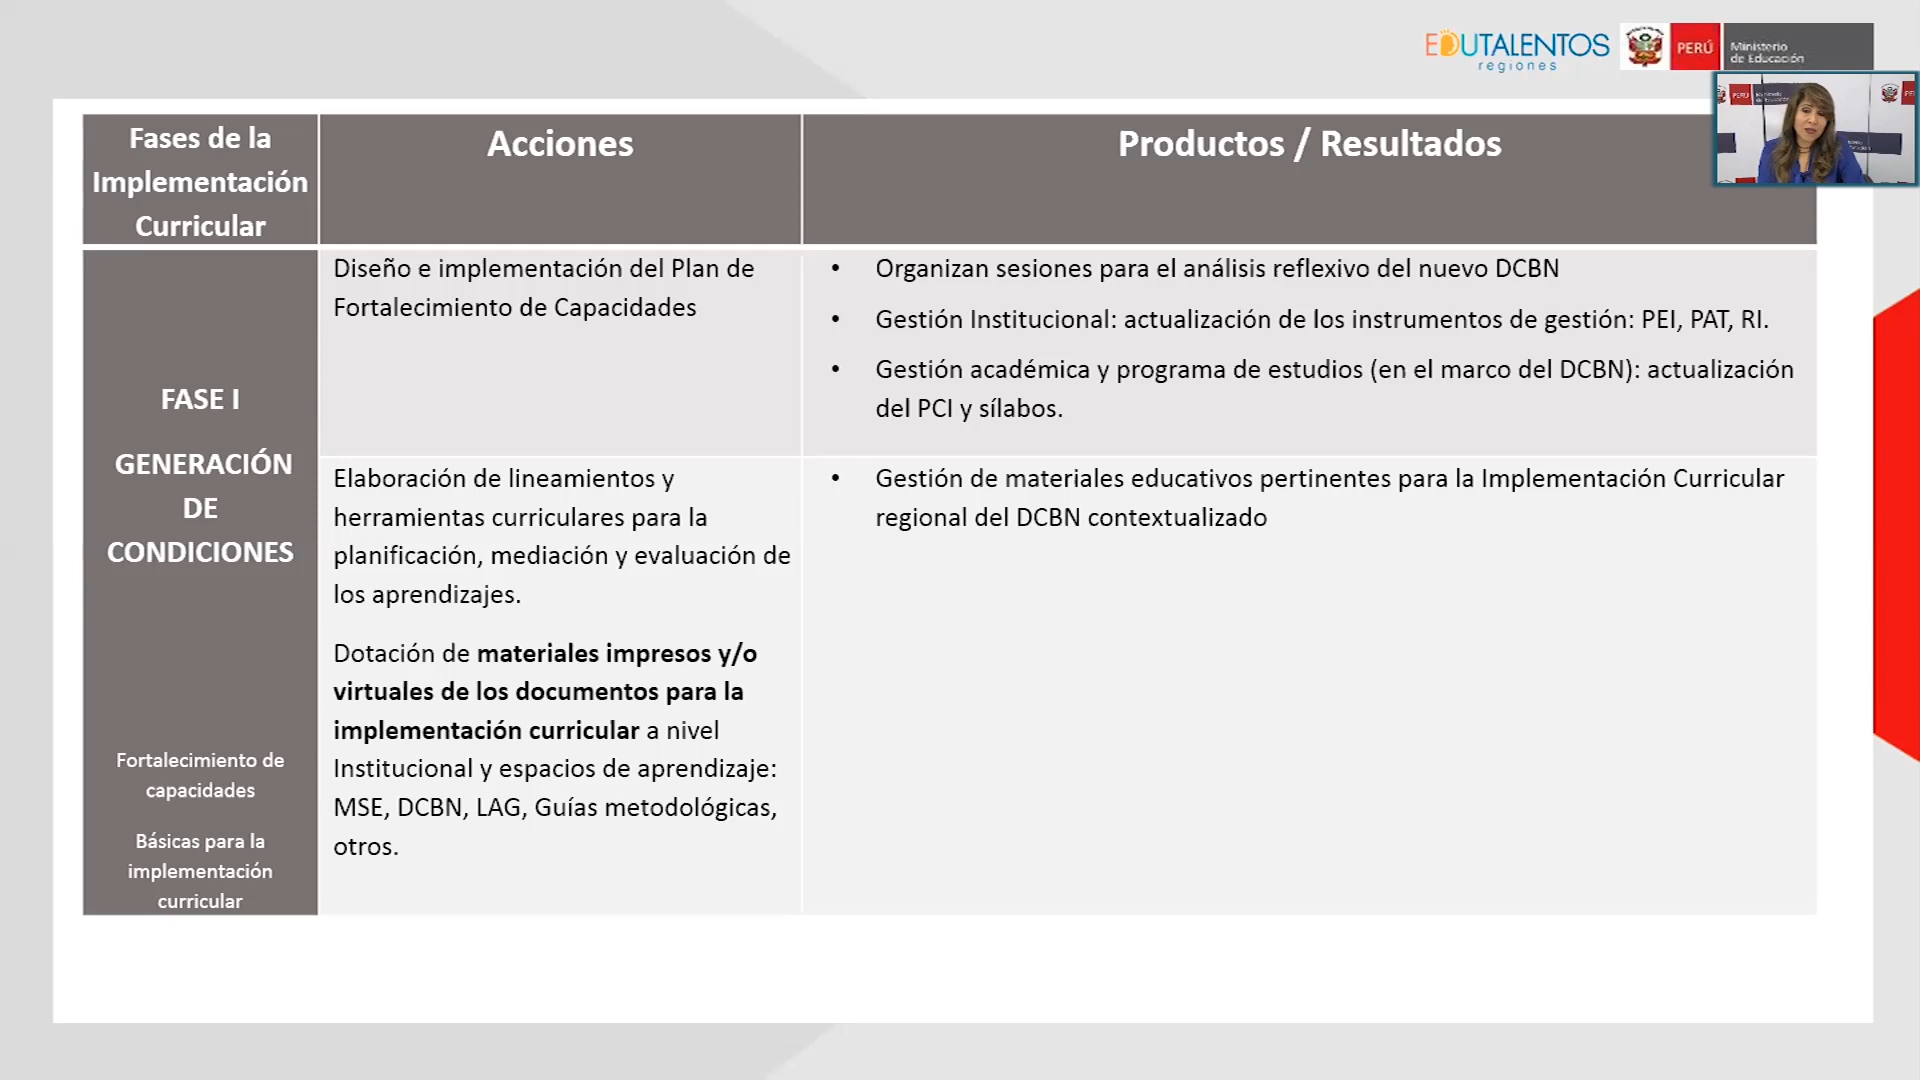 EDUTALENTOS
regiones
PERÚ
Ministerio
de Educación
PERÚ
Fases de la
Implementación
Curricular
Acciones
Productos / Resultados
FASE I
GENERACIÓN
DE
CONDICIONES
Fortalecimiento de
capacidades
Básicas para la
implementación
curricular
Diseño e implementación del Plan de
Fortalecimiento de Capacidades
• Organizan sesiones para el análisis reflexivo del nuevo DCBN
• Gestión Institucional: actualización de los instrumentos de gestión: PEI, PAT, RI.
• Gestión académica y programa de estudios (en el marco del DCBN): actualización
del PCI y sílabos.
Elaboración de lineamientos y
herramientas curriculares para la
planificación, mediación y evaluación de
los aprendizajes.
Dotación de materiales impresos y/o
virtuales de los documentos para la
implementación curricular a nivel
Institucional y espacios de aprendizaje:
MSE, DCBN, LAG, Guías metodológicas,
otros.
• Gestión de materiales educativos pertinentes para la Implementación Curricular
regional del DCBN contextualizado